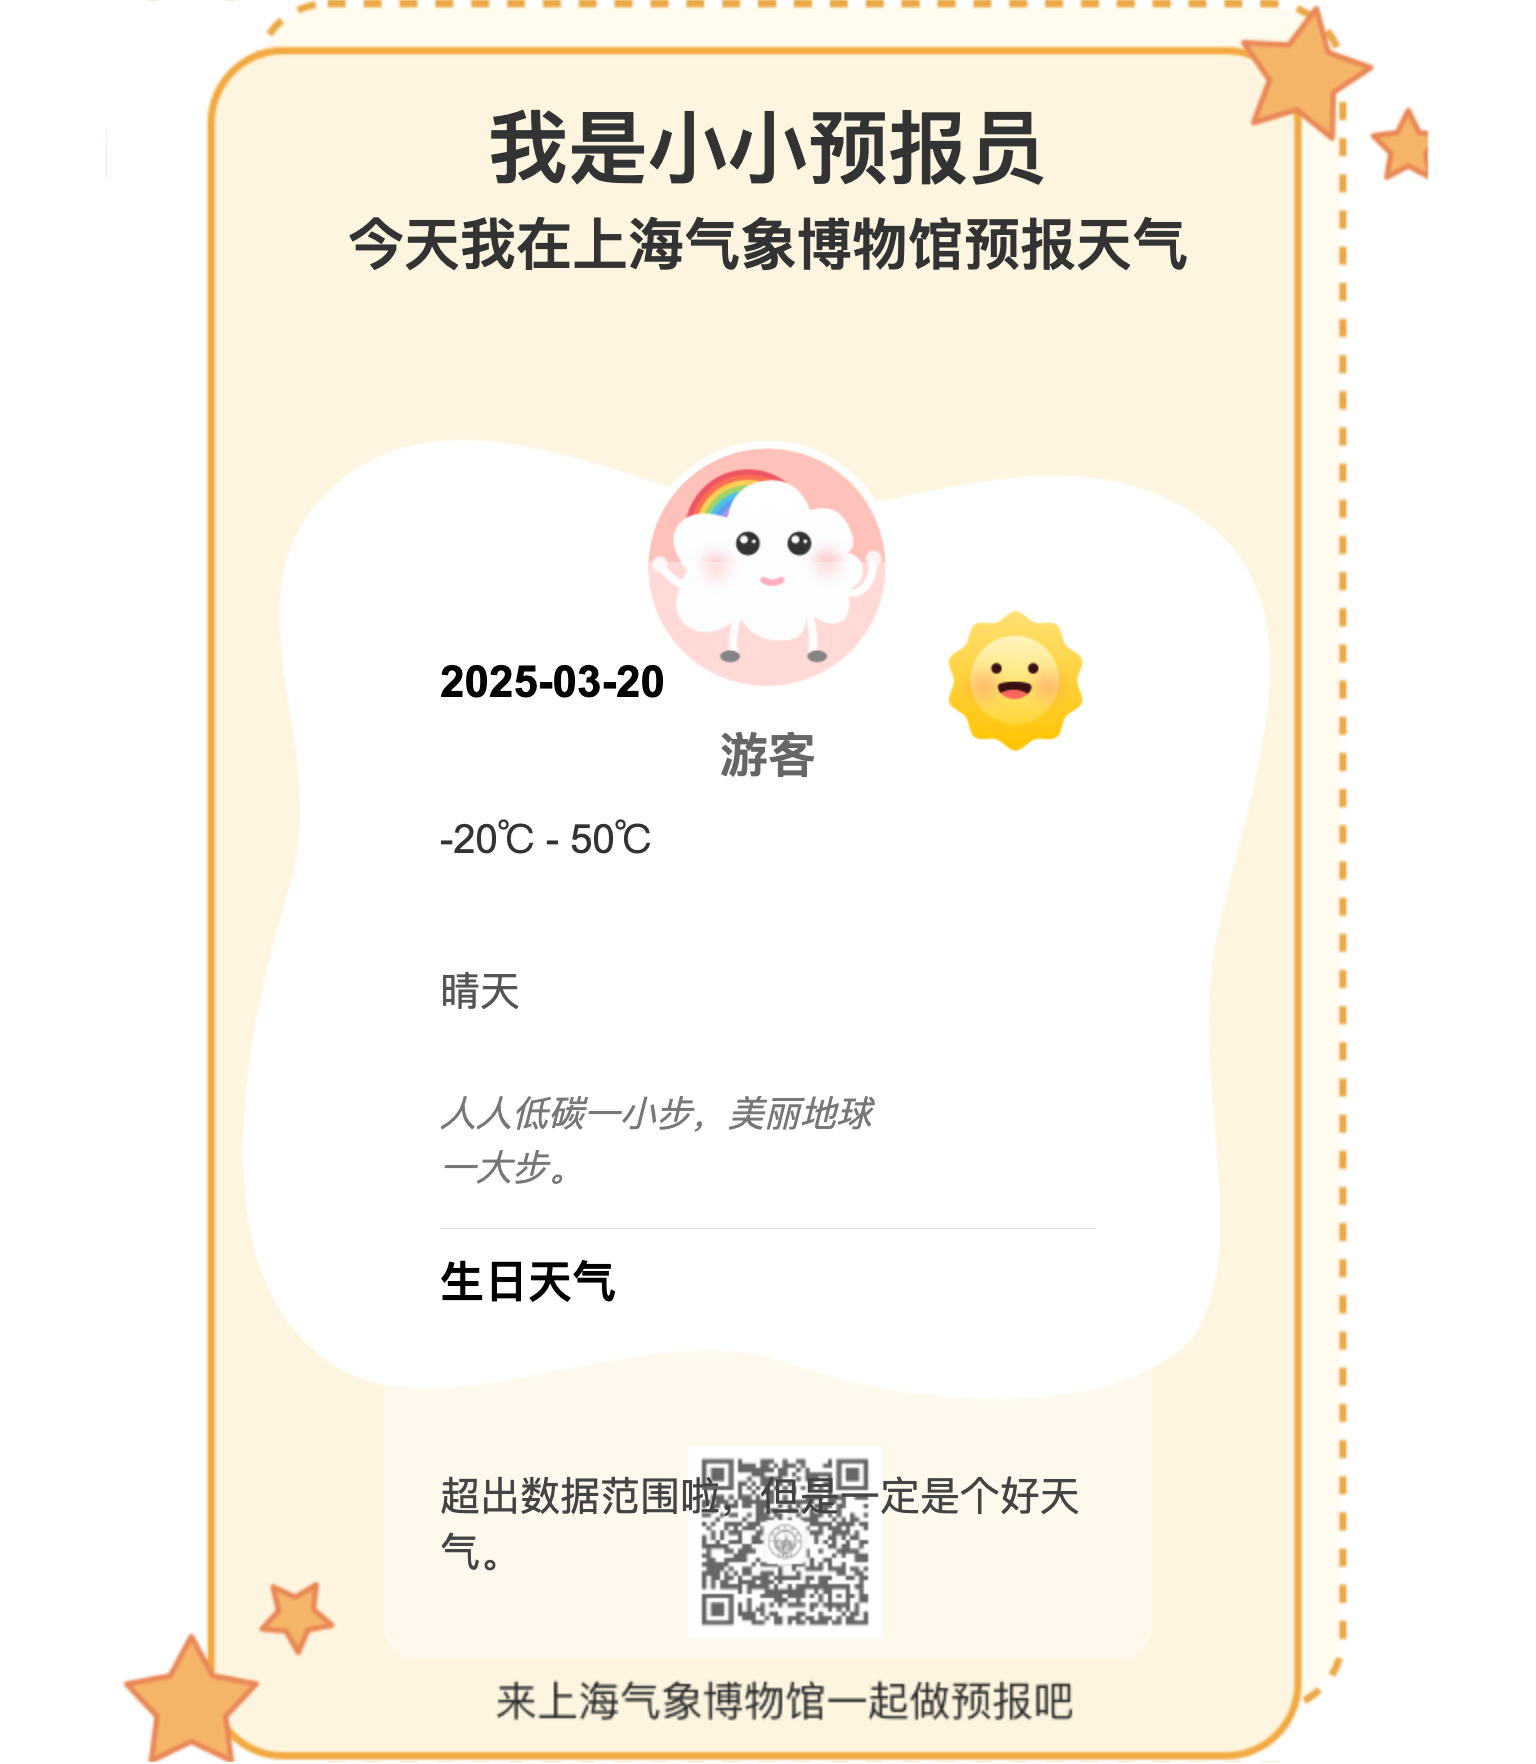 我是小小预报员
今天我在上海气象博物馆预报天气
2025-03-20
游客
-20℃ - 50℃
晴天
人人低碳一小步，美丽地球
一大步。
生日天气
超出数据范围啦，但是一定是个好天
气。
来上海气象博物馆一起做预报吧